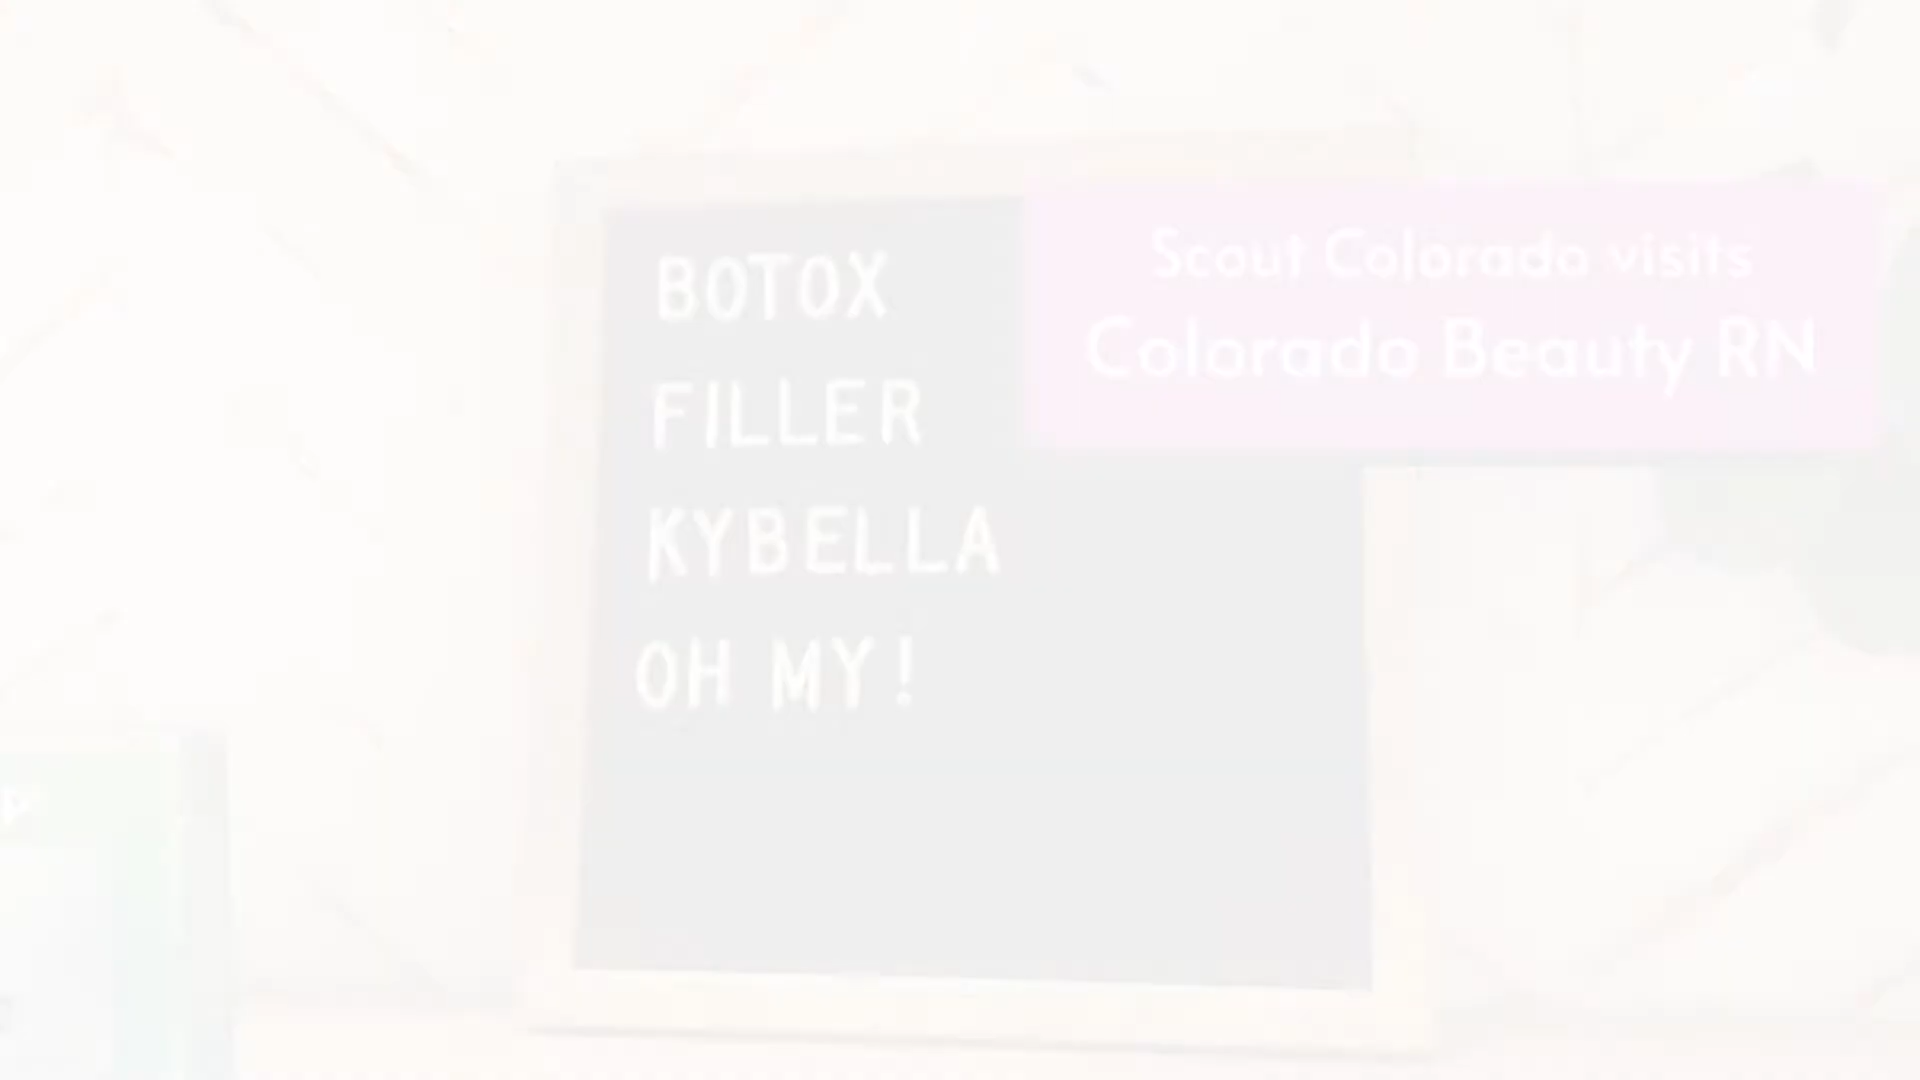 BOTOX
FILLER
KYBELLA
OH MY!
Scout Colorado visits
Colorado Beauty RN